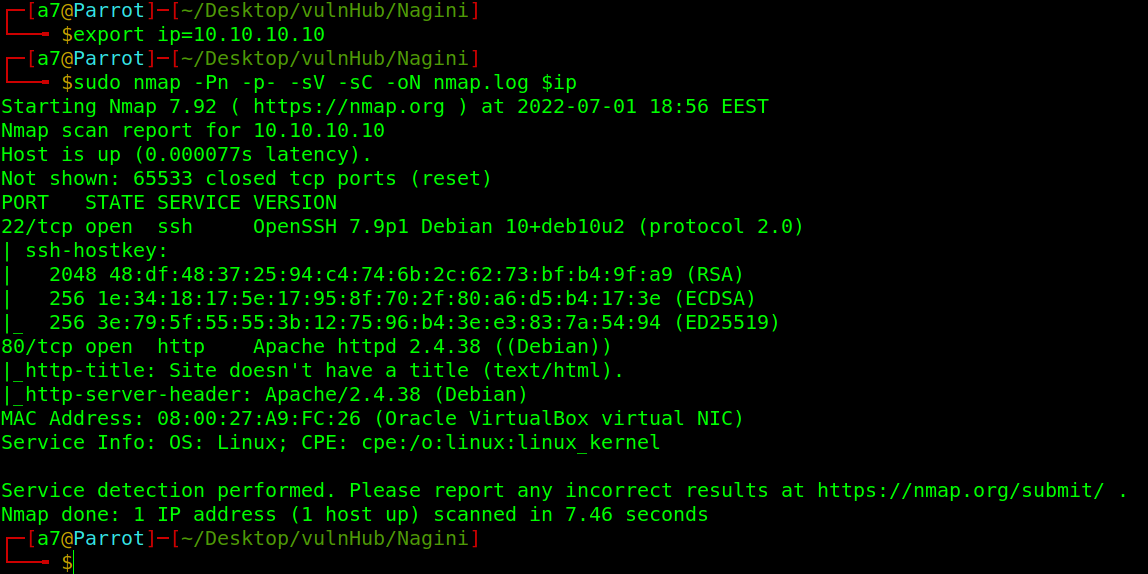 ┌─[a7@Parrot]─[~/Desktop/vulnHub/Nagini]
└──╼ $export ip=10.10.10.10
┌─[a7@Parrot]─[~/Desktop/vulnHub/Nagini]
└──╼ $sudo nmap -Pn -p- -sV -sC -oN nmap.log $ip
Starting Nmap 7.92 ( https://nmap.org ) at 2022-07-01 18:56 EEST
Nmap scan report for 10.10.10.10
Host is up (0.000077s latency).
Not shown: 65533 closed tcp ports (reset)
PORT   STATE SERVICE VERSION
22/tcp open  ssh     OpenSSH 7.9p1 Debian 10+deb10u2 (protocol 2.0)
| ssh-hostkey:
|   2048 48:df:48:37:25:94:c4:74:6b:2c:62:73:bf:b4:9f:a9 (RSA)
|   256 1e:34:18:17:5e:17:95:8f:70:2f:80:a6:d5:b4:17:3e (ECDSA)
|_  256 3e:79:5f:55:55:3b:12:75:96:b4:3e:e3:83:7a:54:94 (ED25519)
80/tcp open  http    Apache httpd 2.4.38 ((Debian))
|_http-title: Site doesn't have a title (text/html).
|_http-server-header: Apache/2.4.38 (Debian)
MAC Address: 08:00:27:A9:FC:26 (Oracle VirtualBox virtual NIC)
Service Info: OS: Linux; CPE: cpe:/o:linux:linux_kernel

Service detection performed. Please report any incorrect results at https://nmap.org/submit/ .
Nmap done: 1 IP address (1 host up) scanned in 7.46 seconds
┌─[a7@Parrot]─[~/Desktop/vulnHub/Nagini]
└──╼ $